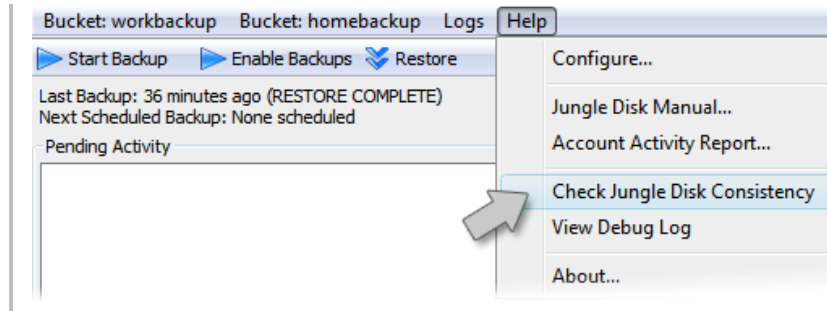 Bucket: workbackup Bucket: homebackup Logs Help
Start Backup Enable Backups Restore
Last Backup: 36 minutes ago (RESTORE COMPLETE)
Next Scheduled Backup: None scheduled
Pending Activity
Configure...
Jungle Disk Manual...
Account Activity Report...
Check Jungle Disk Consistency
View Debug Log
About...